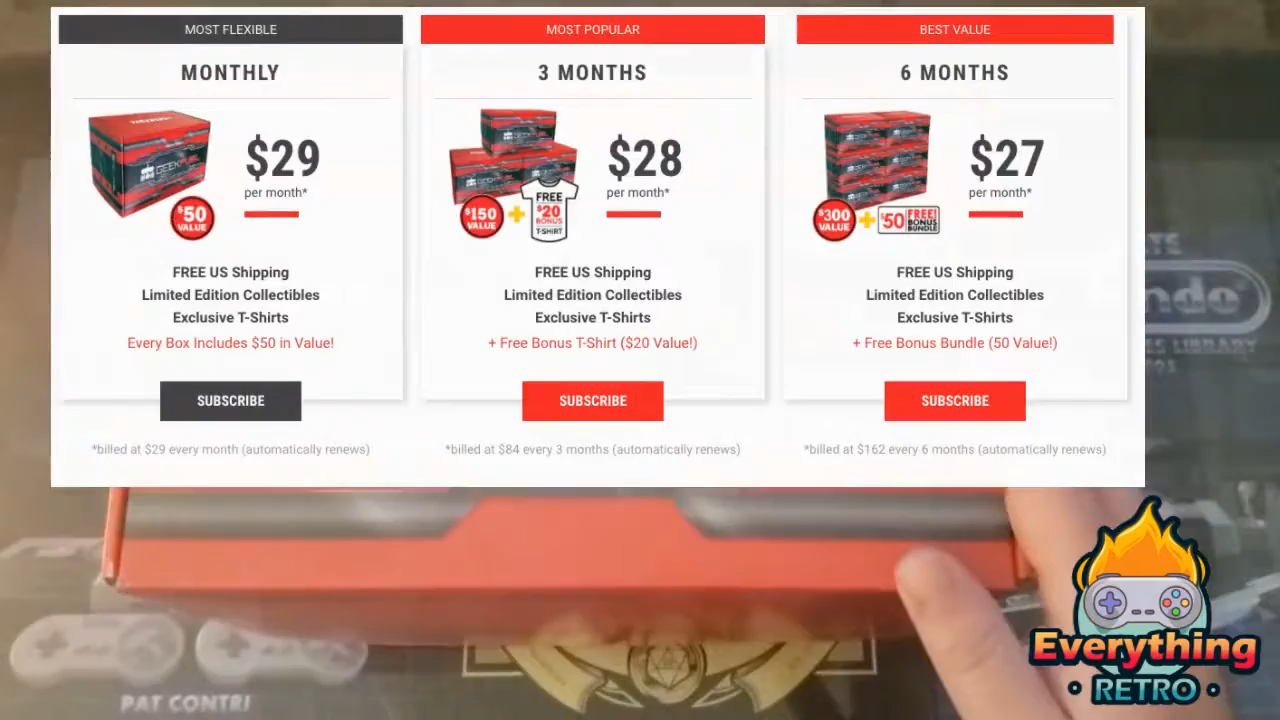 MOST FLEXIBLE
MONTHLY
$29
per month*
$50
VALUE
FREE US Shipping
Limited Edition Collectibles
Exclusive T-Shirts
Every Box Includes $50 in Value!
SUBSCRIBE
*billed at $29 every month (automatically renews)
MOST POPULAR
3 MONTHS
$28
per month*
$150
VALUE
+
FREE
$20
BONUS
T-SHIRT
FREE US Shipping
Limited Edition Collectibles
Exclusive T-Shirts
+ Free Bonus T-Shirt ($20 Value!)
SUBSCRIBE
*billed at $84 every 3 months (automatically renews)
BEST VALUE
6 MONTHS
$27
per month*
$300
VALUE
+
$50 FREE!
BONUS
BUNDLE
FREE US Shipping
Limited Edition Collectibles
Exclusive T-Shirts
+ Free Bonus Bundle (50 Value!)
SUBSCRIBE
*billed at $162 every 6 months (automatically renews)
LIBRARY
PAT CONTRI
Everything
RETRO